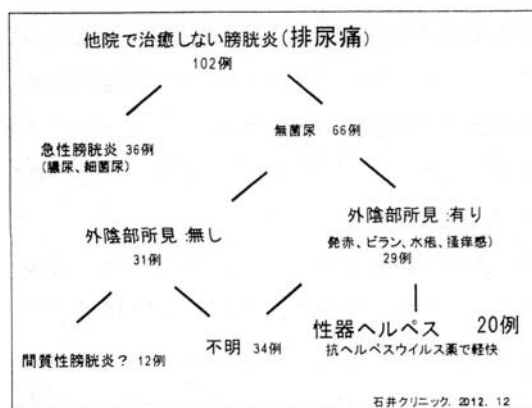 他院で治癒しない膀胱炎(排尿痛)
102例
急性膀胱炎 36例
(膿尿、細菌尿)
無菌尿 66例
外陰部所見:無し
31例
外陰部所見:有り
発赤、ビラン、水疱、掻痒感)
29例
間質性膀胱炎? 12例
不明 34例
性器ヘルペス 20例
抗ヘルペスウイルス薬で軽快
石井クリニック. 2012. 12